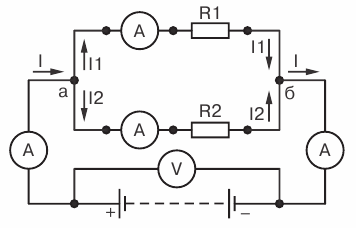 A R1
I I1 I1 I
а б
I2 I2
A R2
A V A
+ −